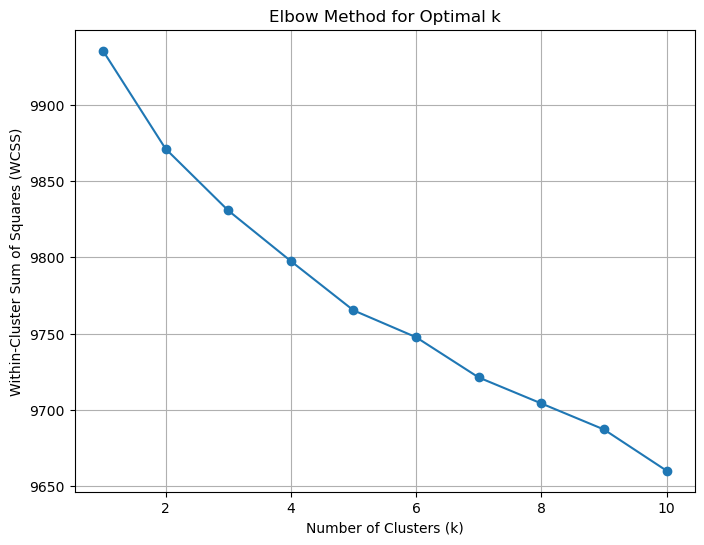 Elbow Method for Optimal k
Within-Cluster Sum of Squares (WCSS)
9900
9850
9800
9750
9700
9650
2 4 6 8 10
Number of Clusters (k)